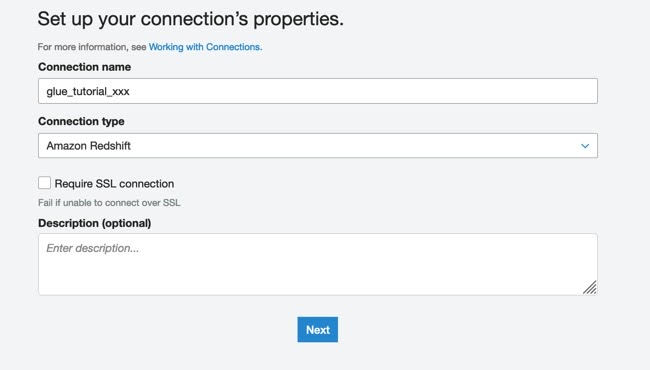 Set up your connection’s properties.
For more information, see Working with Connections.
Connection name
glue_tutorial_xxx
Connection type
Amazon Redshift
Require SSL connection
Fail if unable to connect over SSL
Description (optional)
Enter description...
Next